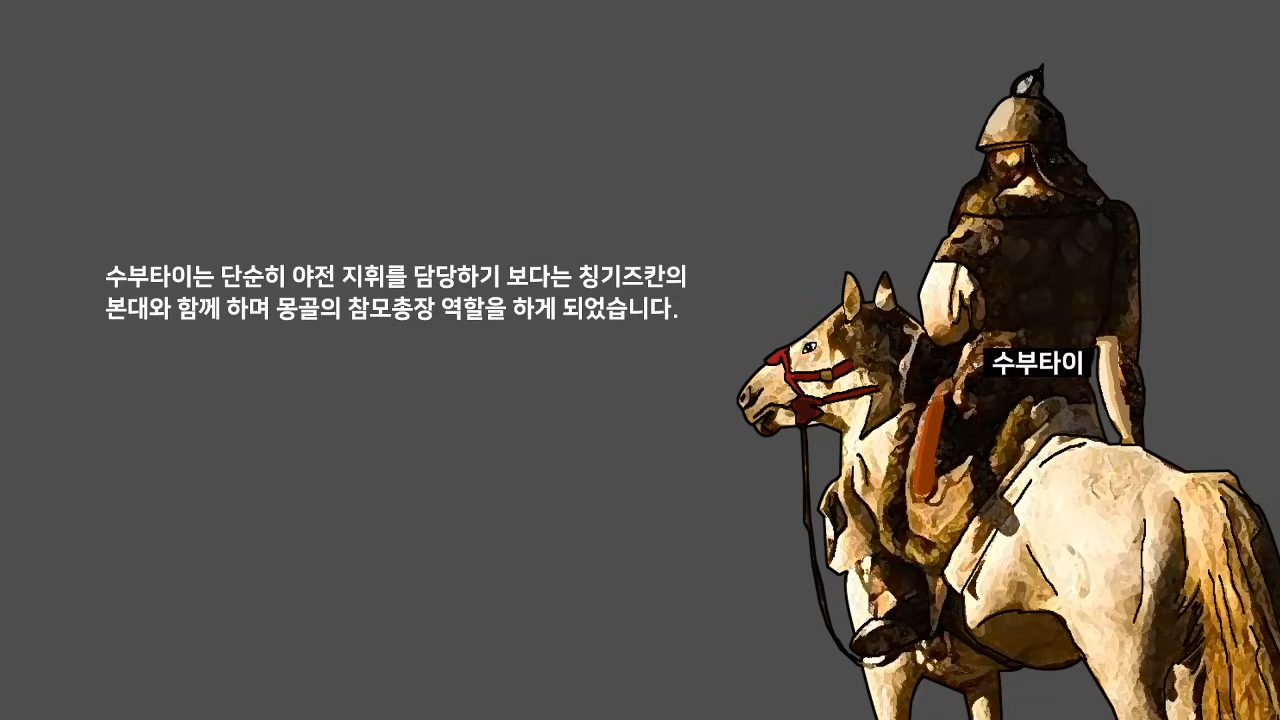 수부타이는 단순히 야전 지휘를 담당하기 보다는 칭기즈칸의
본대와 함께 하며 몽골의 참모총장 역할을 하게 되었습니다.
수부타이